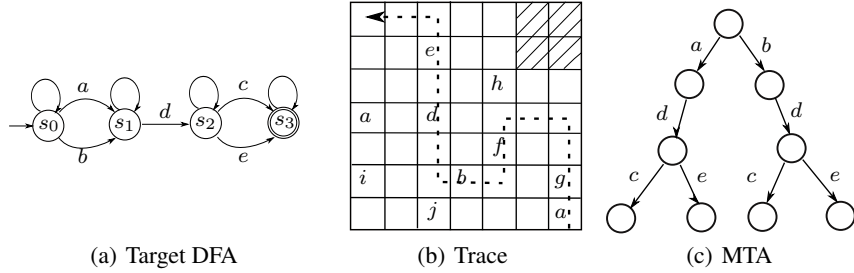 a
c
s0 s1 d s2 s3
b e
(a) Target DFA
e
h
a d
f
i b g
j a
(b) Trace
a b
d d
c e c e
(c) MTA